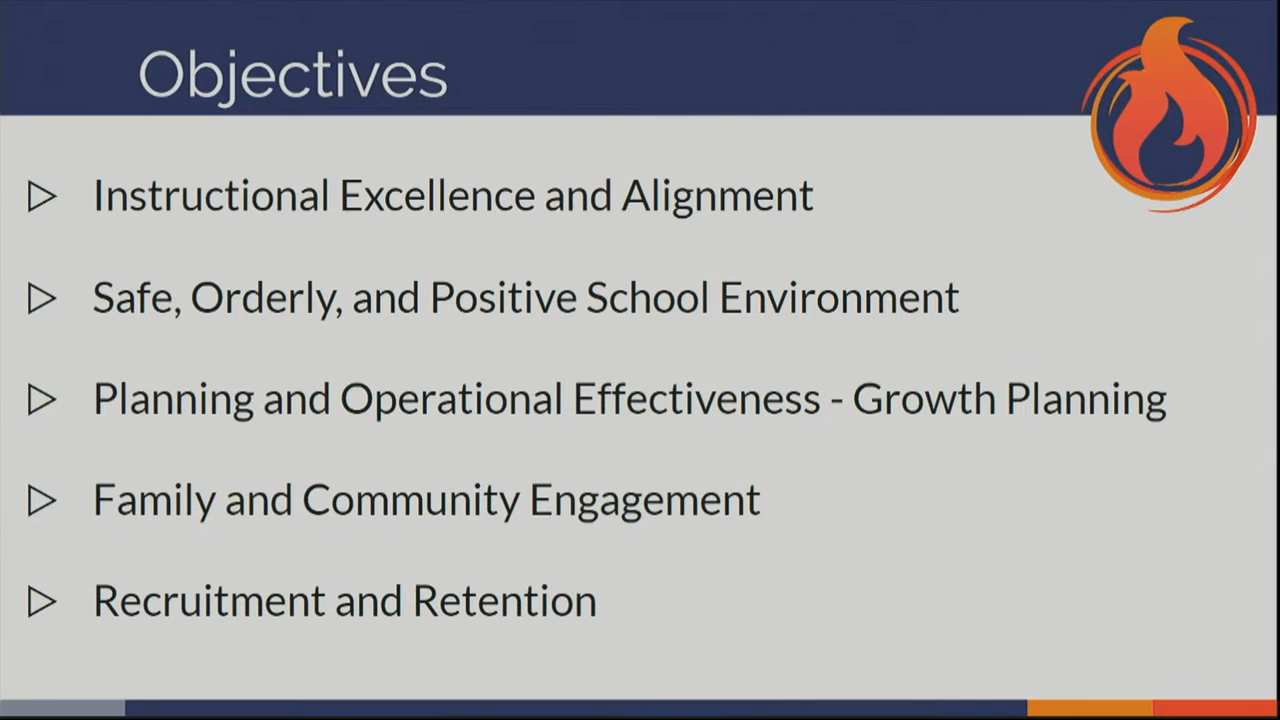 Objectives
Instructional Excellence and Alignment
Safe, Orderly, and Positive School Environment
Planning and Operational Effectiveness - Growth Planning
Family and Community Engagement
Recruitment and Retention